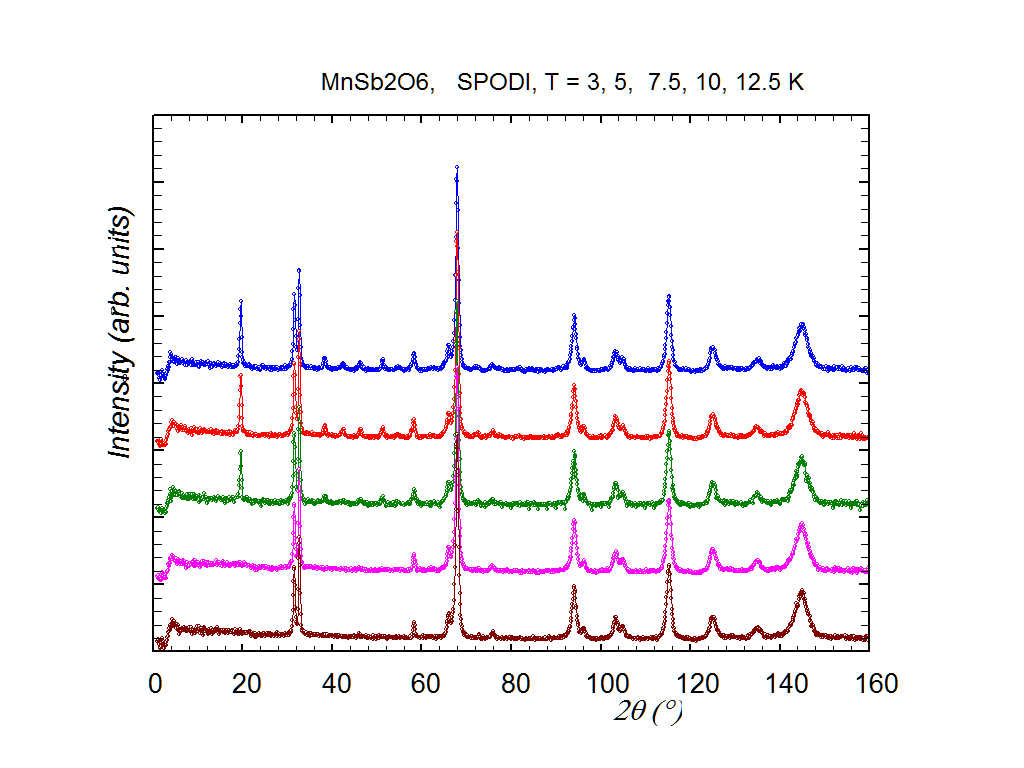 MnSb2O6, SPODI, T = 3, 5, 7.5, 10, 12.5 K
Intensity (arb. units)
0 20 40 60 80 100 120 140 160
2θ (°)